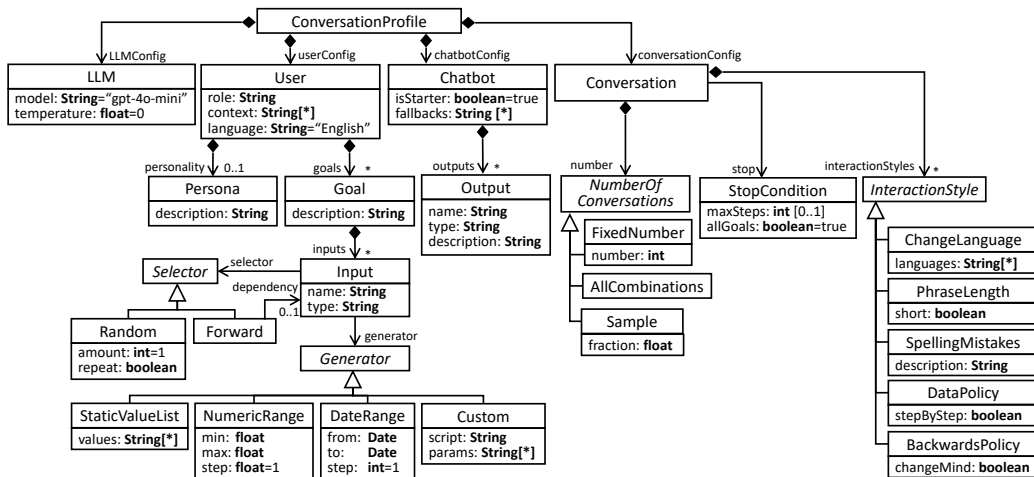 ConversationProfile
LLMConfig
userConfig
chatbotConfig
conversationConfig
LLM
model: String="gpt-4o-mini"
temperature: float=0
User
role: String
context: String[*]
language: String="English"
Chatbot
isStarter: boolean=true
fallbacks: String [*]
Conversation
personality
0..1
goals
*
outputs
*
number
stop
interactionStyles
*
Persona
description: String
Goal
description: String
Output
name: String
type: String
description: String
NumberOf
Conversations
FixedNumber
number: int
AllCombinations
Sample
fraction: float
StopCondition
maxSteps: int [0..1]
allGoals: boolean=true
InteractionStyle
ChangeLanguage
languages: String[*]
PhraseLength
short: boolean
SpellingMistakes
description: String
DataPolicy
stepByStep: boolean
BackwardsPolicy
changeMind: boolean
inputs
*
Selector
selector
Input
name: String
type: String
dependency
0..1
Random
amount: int=1
repeat: boolean
Forward
generator
Generator
StaticValueList
values: String[*]
NumericRange
min: float
max: float
step: float=1
DateRange
from: Date
to: Date
step: int=1
Custom
script: String
params: String[*]